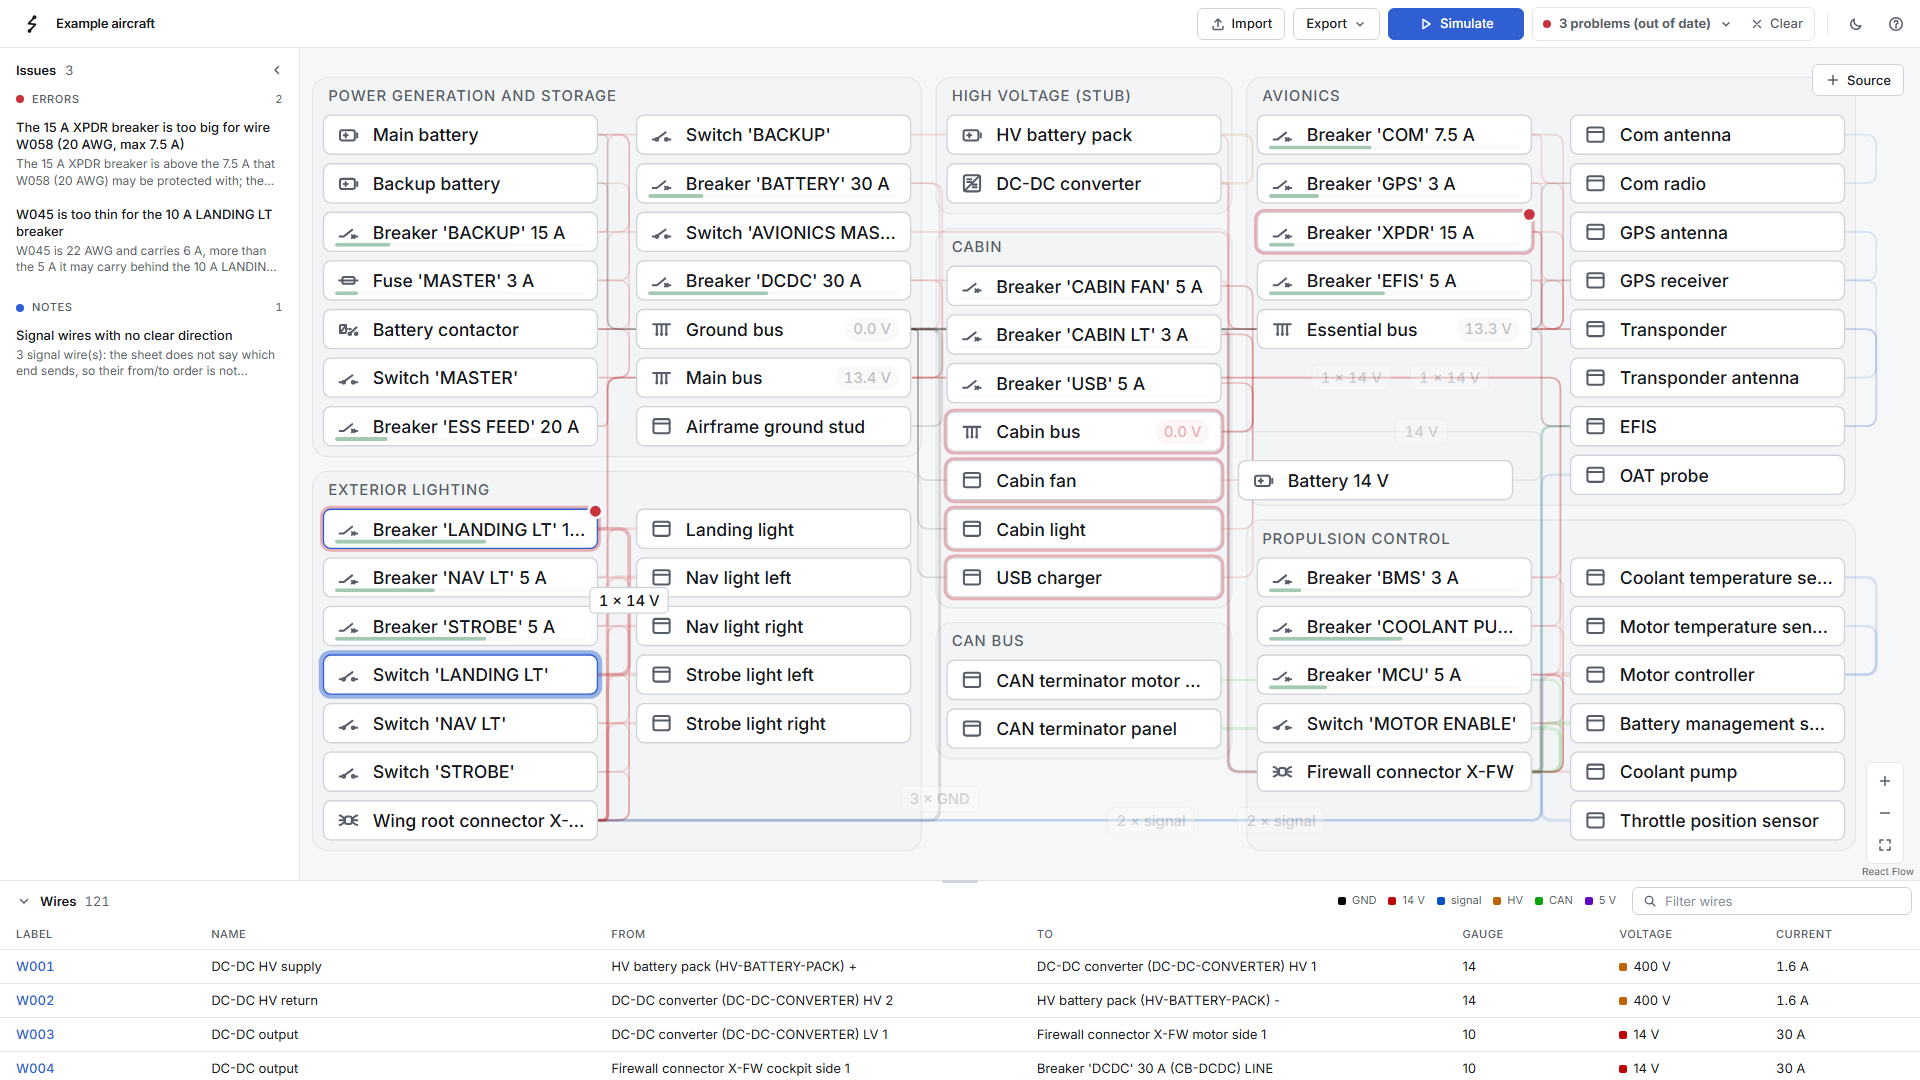 Example aircraft
Import
Export
Simulate
3 problems (out of date)
Clear
Issues 3
ERRORS 2
The 15 A XPDR breaker is too big for wire
W058 (20 AWG, max 7.5 A)
The 15 A XPDR breaker is above the 7.5 A that
W058 (20 AWG) may be protected with; the...
W045 is too thin for the 10 A LANDING LT
breaker
W045 is 22 AWG and carries 6 A, more than
the 5 A it may carry behind the 10 A LANDIN...
NOTES 1
Signal wires with no clear direction
3 signal wire(s): the sheet does not say which
end sends, so their from/to order is not...
Source
POWER GENERATION AND STORAGE
Main battery
Backup battery
Breaker 'BACKUP' 15 A
Fuse 'MASTER' 3 A
Battery contactor
Switch 'MASTER'
Breaker 'ESS FEED' 20 A
Switch 'BACKUP'
Breaker 'BATTERY' 30 A
Switch 'AVIONICS MAS...
Breaker 'DCDC' 30 A
Ground bus 0.0 V
Main bus 13.4 V
Airframe ground stud
EXTERIOR LIGHTING
Breaker 'LANDING LT' 1...
Breaker 'NAV LT' 5 A
Breaker 'STROBE' 5 A
Switch 'LANDING LT'
Switch 'NAV LT'
Switch 'STROBE'
Wing root connector X-...
1 × 14 V
Landing light
Nav light left
Nav light right
Strobe light left
Strobe light right
3 × GND
HIGH VOLTAGE (STUB)
HV battery pack
DC-DC converter
CABIN
Breaker 'CABIN FAN' 5 A
Breaker 'CABIN LT' 3 A
Breaker 'USB' 5 A
Cabin bus 0.0 V
Cabin fan
Cabin light
USB charger
CAN BUS
CAN terminator motor ...
CAN terminator panel
2 × signal
2 × signal
AVIONICS
Breaker 'COM' 7.5 A
Breaker 'GPS' 3 A
Breaker 'XPDR' 15 A
Breaker 'EFIS' 5 A
Essential bus 13.3 V
1 × 14 V
1 × 14 V
14 V
Battery 14 V
Com antenna
Com radio
GPS antenna
GPS receiver
Transponder
Transponder antenna
EFIS
OAT probe
PROPULSION CONTROL
Breaker 'BMS' 3 A
Breaker 'COOLANT PU...
Breaker 'MCU' 5 A
Switch 'MOTOR ENABLE'
Firewall connector X-FW
Coolant temperature se...
Motor temperature sen...
Motor controller
Battery management s...
Coolant pump
Throttle position sensor
React Flow
Wires 121
GND 14 V signal HV CAN 5 V
Filter wires
LABEL NAME FROM TO GAUGE VOLTAGE CURRENT
W001 DC-DC HV supply HV battery pack (HV-BATTERY-PACK) + DC-DC converter (DC-DC-CONVERTER) HV 1 14 400 V 1.6 A
W002 DC-DC HV return DC-DC converter (DC-DC-CONVERTER) HV 2 HV battery pack (HV-BATTERY-PACK) - 14 400 V 1.6 A
W003 DC-DC output DC-DC converter (DC-DC-CONVERTER) LV 1 Firewall connector X-FW motor side 1 10 14 V 30 A
W004 DC-DC output Firewall connector X-FW cockpit side 1 Breaker 'DCDC' 30 A (CB-DCDC) LINE 10 14 V 30 A